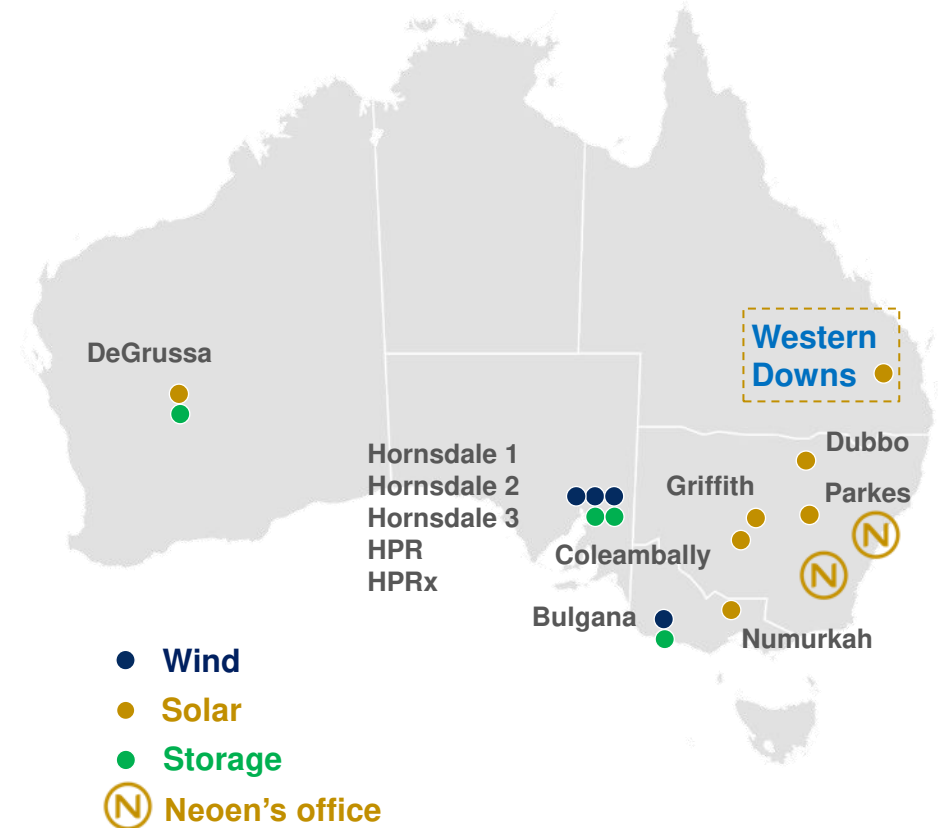 DeGrussa
Western
Downs
Dubbo
Hornsdale 1
Hornsdale 2
Hornsdale 3
HPR
HPRx
Griffith
Parkes
Coleambally
N
N
Bulgana
Numurkah
Wind
Solar
Storage
N Neoen's office